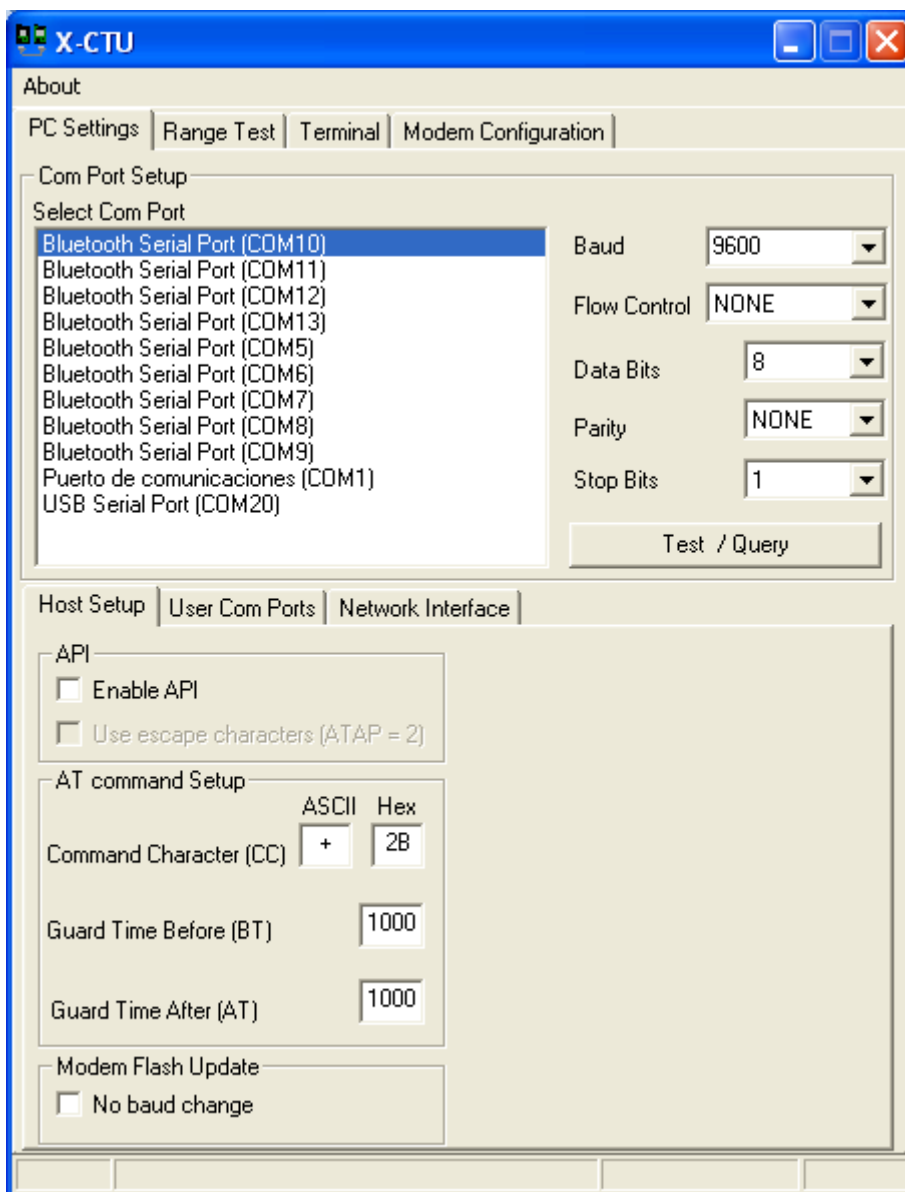 X-CTU
About
PC Settings Range Test Terminal Modem Configuration
Com Port Setup
Select Com Port
Bluetooth Serial Port (COM10)
Bluetooth Serial Port (COM11)
Bluetooth Serial Port (COM12)
Bluetooth Serial Port (COM13)
Bluetooth Serial Port (COM5)
Bluetooth Serial Port (COM6)
Bluetooth Serial Port (COM7)
Bluetooth Serial Port (COM8)
Bluetooth Serial Port (COM9)
Puerto de comunicaciones (COM1)
USB Serial Port (COM20)
Baud 9600
Flow Control NONE
Data Bits 8
Parity NONE
Stop Bits 1
Test / Query
Host Setup User Com Ports Network Interface
API
Enable API
Use escape characters (ATAP = 2)
AT command Setup
ASCII Hex
Command Character (CC) + 2B
Guard Time Before (BT) 1000
Guard Time After (AT) 1000
Modem Flash Update
No baud change